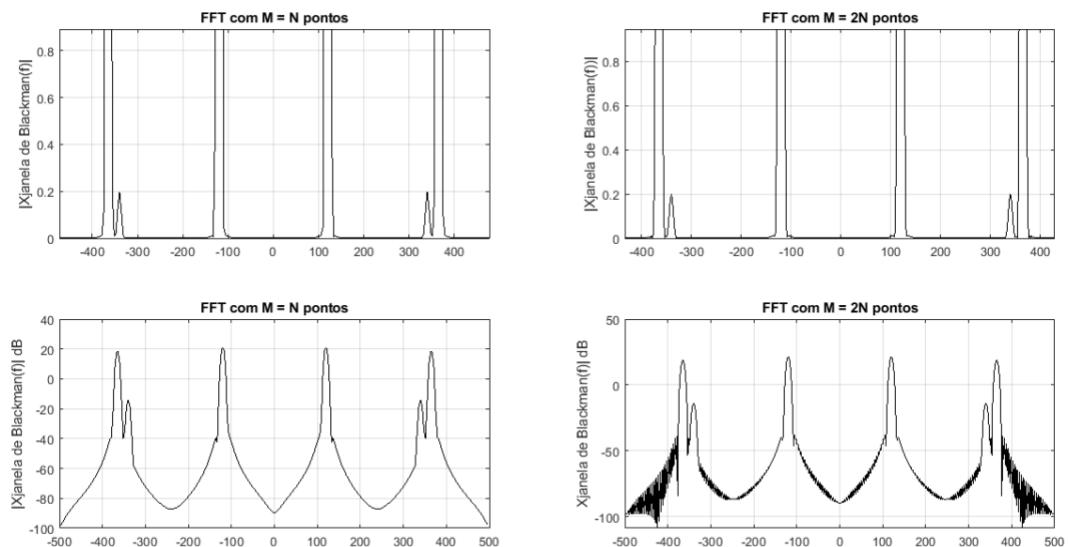 FFT com M = N pontos
|Xjanela de Blackman(f)|
0.8
0.6
0.4
0.2
0
-400 -300 -200 -100 0 100 200 300 400
FFT com M = 2N pontos
|Xjanela de Blackman(f)|
0.8
0.6
0.4
0.2
0
-400 -300 -200 -100 0 100 200 300 400
FFT com M = N pontos
|Xjanela de Blackman(f)| dB
40
20
0
-20
-40
-60
-80
-100
-500 -400 -300 -200 -100 0 100 200 300 400 500
FFT com M = 2N pontos
Xjanela de Blackman(f)| dB
50
0
-50
-100
-500 -400 -300 -200 -100 0 100 200 300 400 500